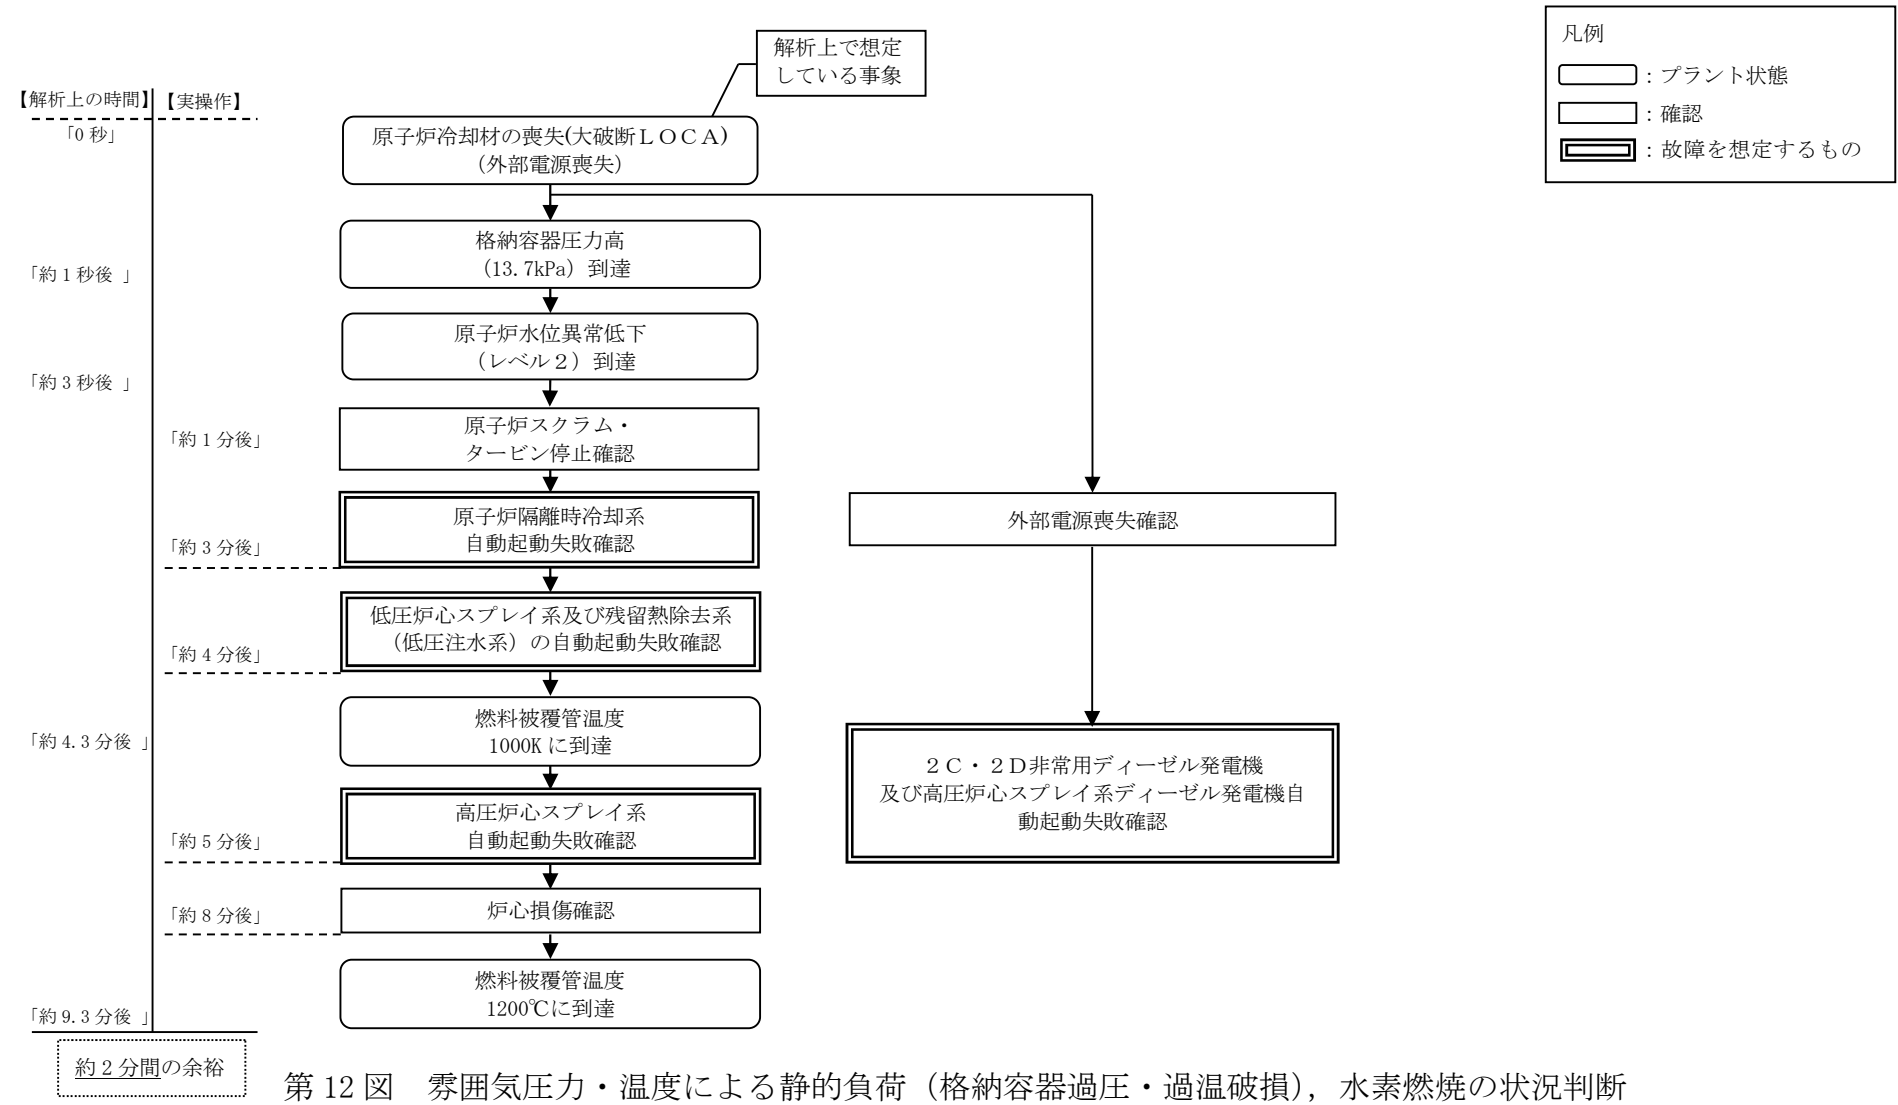 凡例
：プラント状態
：確認
：故障を想定するもの
解析上で想定
している事象
【解析上の時間】
【実操作】
「0 秒」
原子炉冷却材の喪失(大破断ＬＯＣＡ)
（外部電源喪失）
格納容器圧力高
（13.7kPa）到達
「約 1 秒後 」
原子炉水位異常低下
（レベル２）到達
「約 3 秒後 」
原子炉スクラム・
タービン停止確認
「約 1 分後」
原子炉隔離時冷却系
自動起動失敗確認
「約 3 分後」
外部電源喪失確認
低圧炉心スプレイ系及び残留熱除去系
（低圧注水系）の自動起動失敗確認
「約 4 分後」
燃料被覆管温度
1000K に到達
「約 4.3 分後 」
２Ｃ・２Ｄ非常用ディーゼル発電機
及び高圧炉心スプレイ系ディーゼル発電機自
動起動失敗確認
高圧炉心スプレイ系
自動起動失敗確認
「約 5 分後」
炉心損傷確認
「約 8 分後」
燃料被覆管温度
1200℃に到達
「約 9.3 分後 」
約 2 分間の余裕
第 12 図　雰囲気圧力・温度による静的負荷（格納容器過圧・過温破損），水素燃焼の状況判断